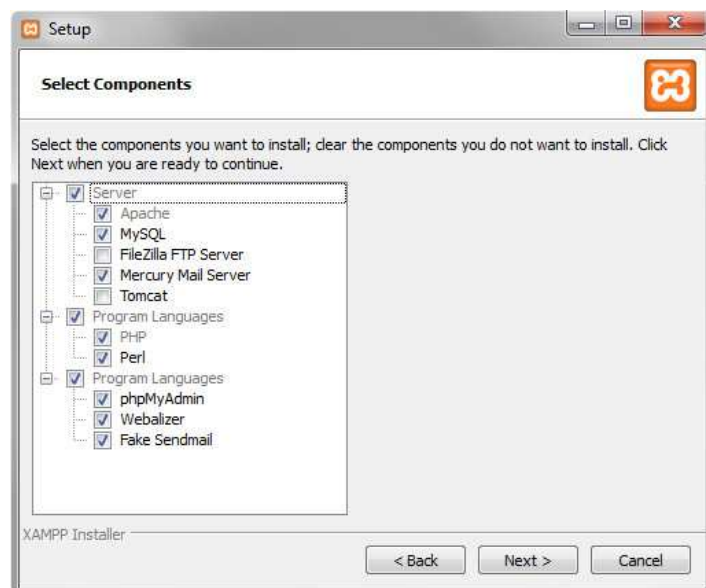 Setup
Select Components
Select the components you want to install; clear the components you do not want to install. Click
Next when you are ready to continue.
Server
Apache
MySQL
FileZilla FTP Server
Mercury Mail Server
Tomcat
Program Languages
PHP
Perl
Program Languages
phpMyAdmin
Webalizer
Fake Sendmail
XAMPP Installer
< Back
Next >
Cancel